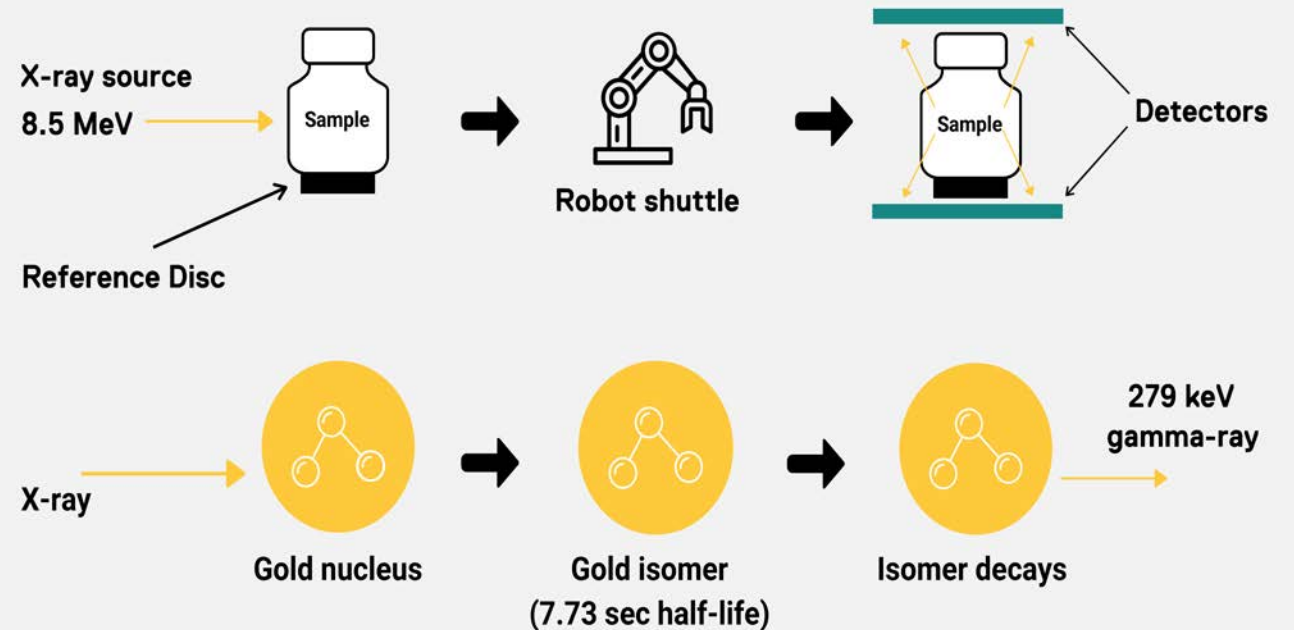 X-ray source
8.5 MeV
Sample
Reference Disc
Robot shuttle
Sample
Detectors
X-ray
Gold nucleus
Gold isomer
(7.73 sec half-life)
Isomer decays
279 keV
gamma-ray